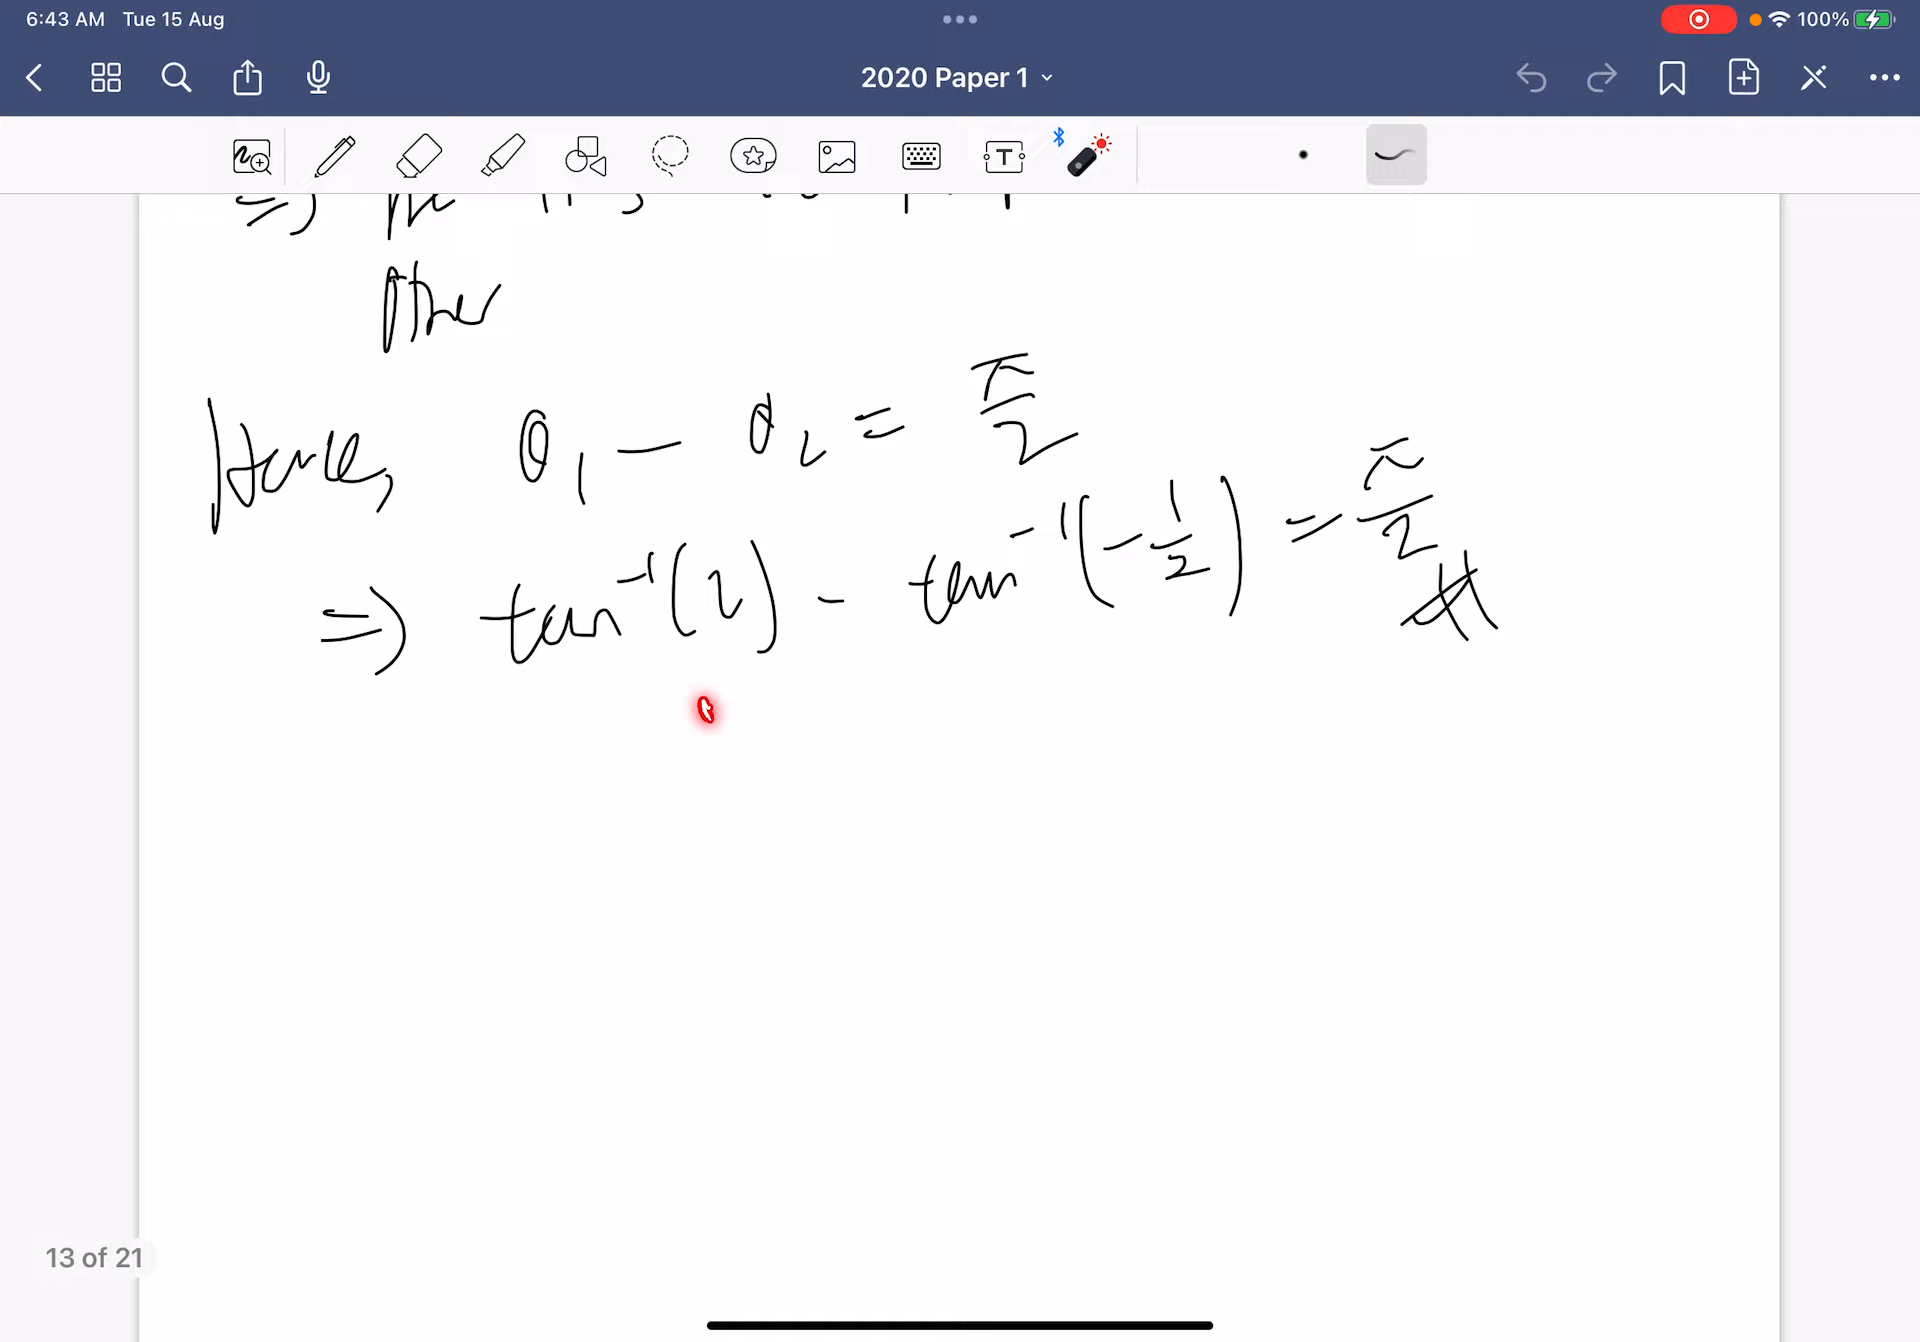 6:43 AM Tue 15 Aug
100%
2020 Paper 1
T
⇒
Other
Hence, θ₁ − θ₂ = π/2
⇒ tan⁻¹(2) - tan⁻¹(-1/2) = π/2
13 of 21